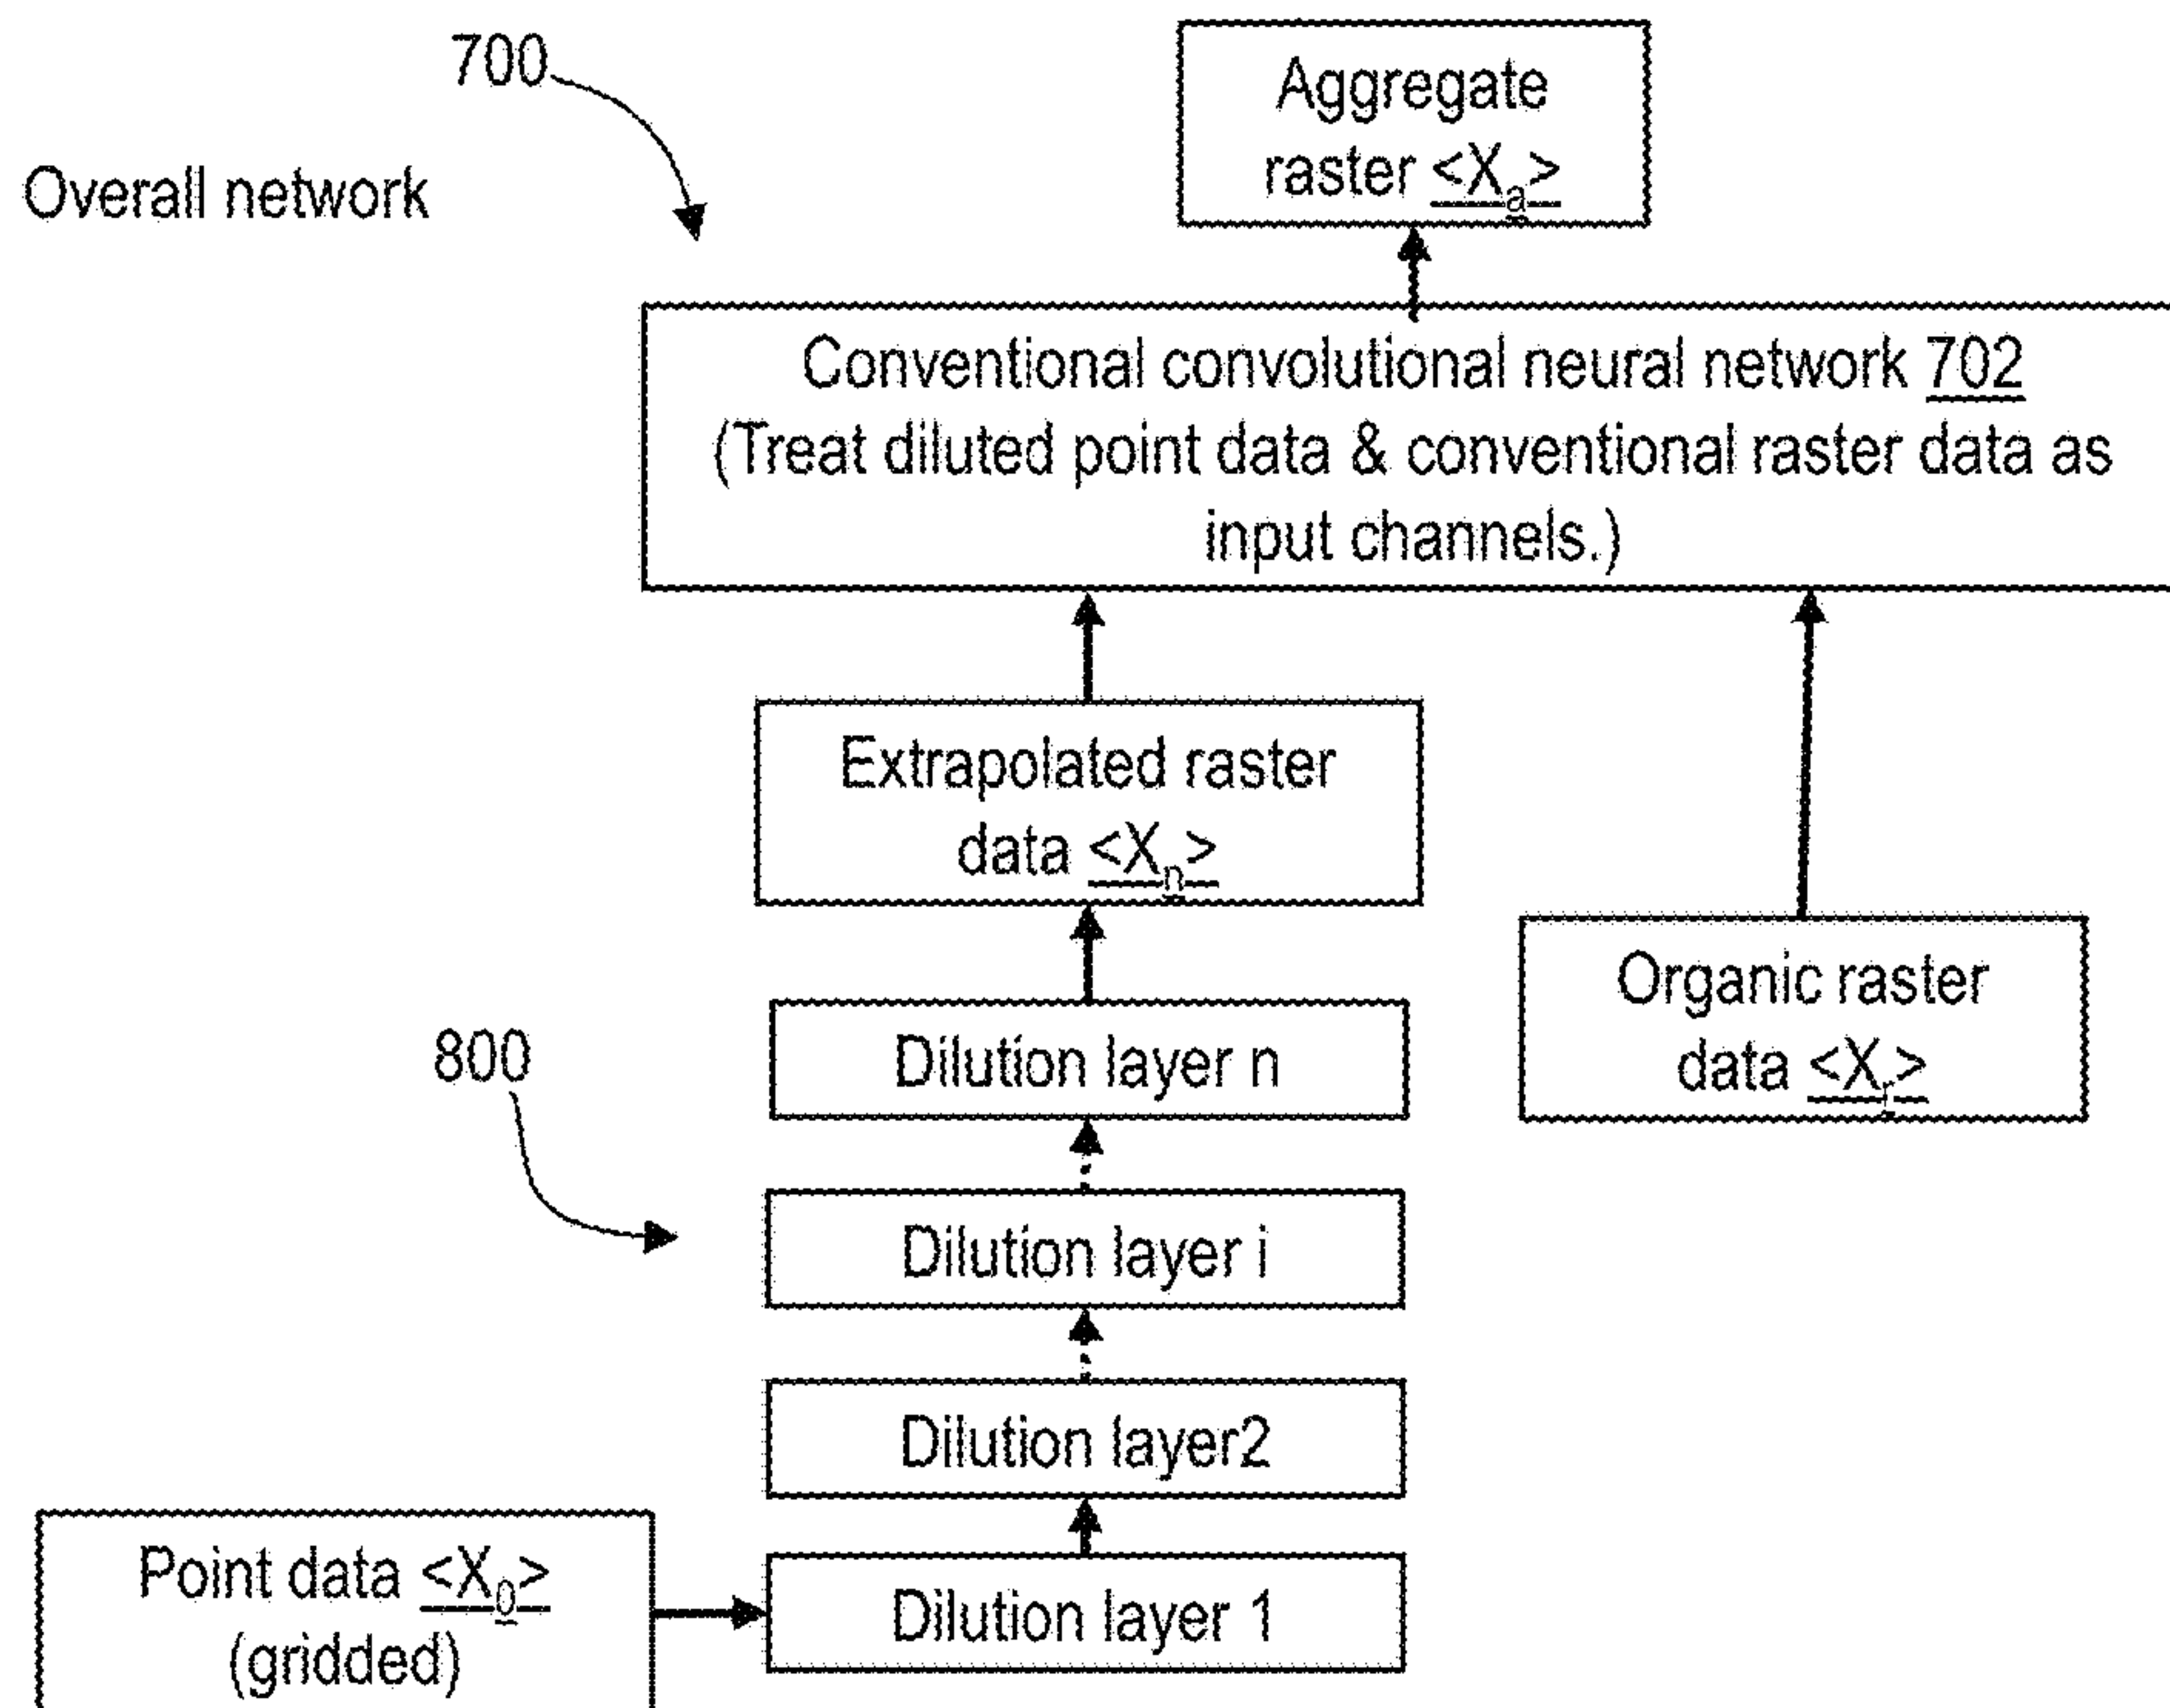 700
Overall network
Aggregate
raster <Xₐ>
Conventional convolutional neural network 702
(Treat diluted point data & conventional raster data as
input channels.)
Extrapolated raster
data <Xₙ>
Organic raster
data <Xᵣ>
800
Dilution layer n
Dilution layer i
Dilution layer2
Dilution layer 1
Point data <X₀>
(gridded)